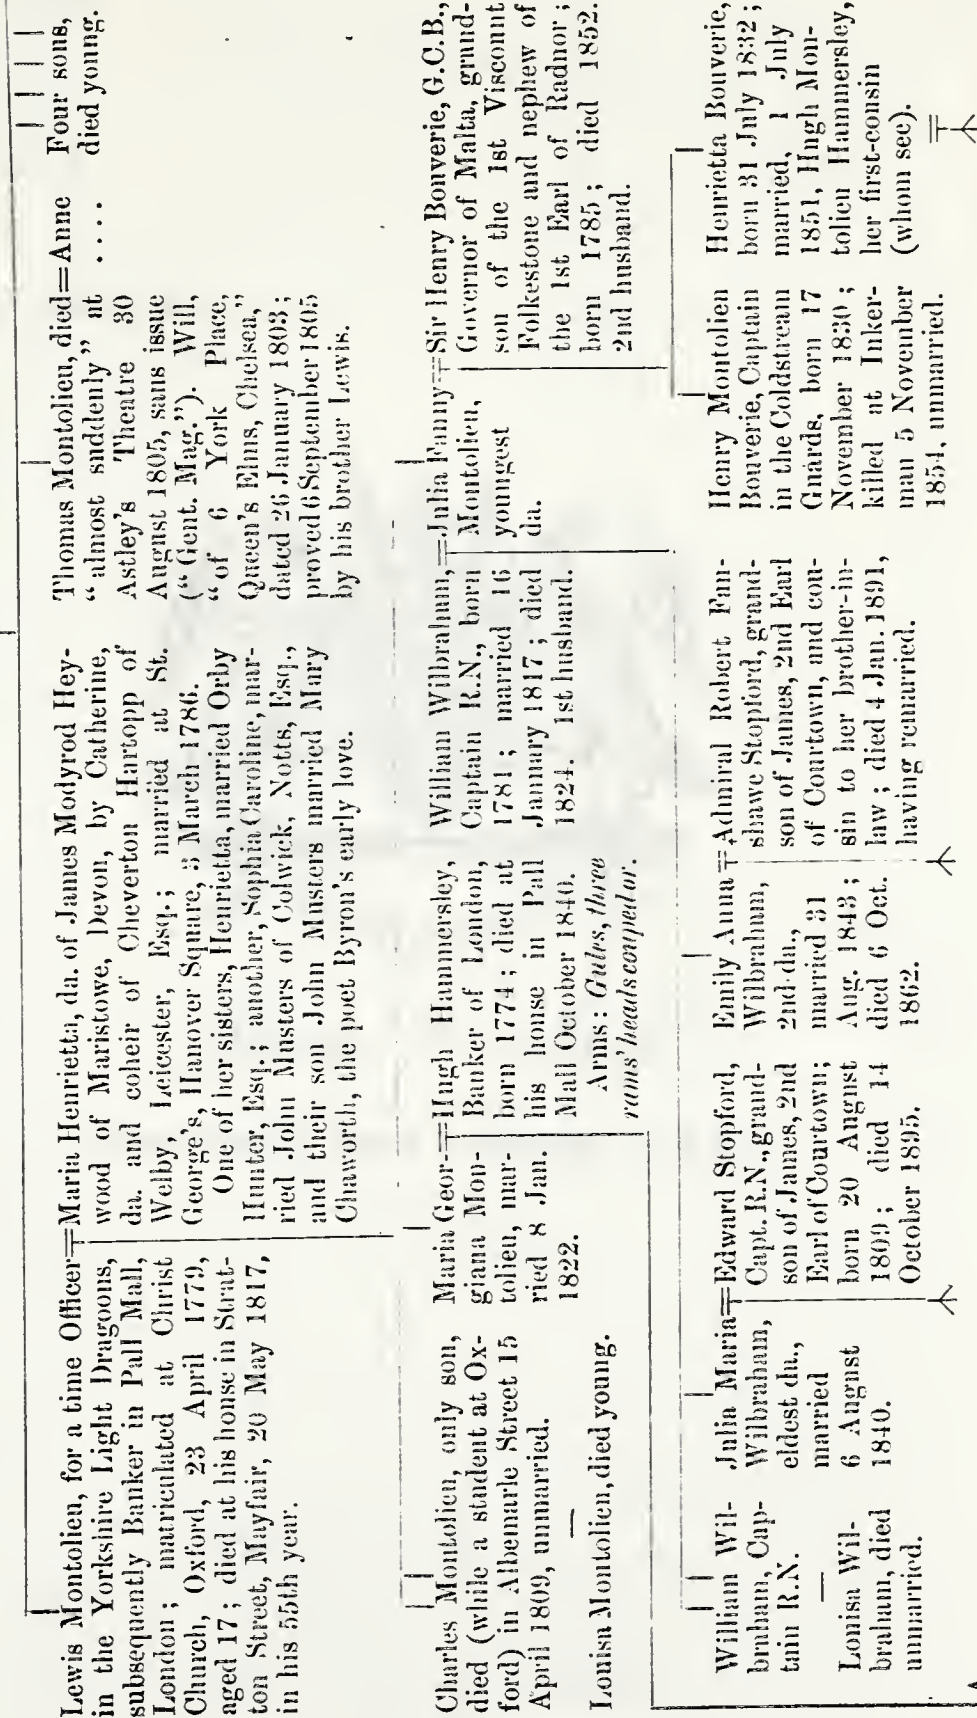 Lewis Montolieu, for a time Officer
in the Yorkshire Light Dragoons,
subsequently Banker in Pall Mall,
London ; matriculated at Christ
Church, Oxford, 23 April 1779,
aged 17 ; died at his house in Strat-
ton Street, Mayfair, 20 May 1817,
in his 55th year.
=Maria Henrietta, da. of James Modyrod Hey-
wood of Maristowe, Devon, by Catherine,
da. and coheir of Cheverton Hartopp of
Welby, Leicester, Esq. ; married at St.
George's, Hanover Square, 3 March 1786.
One of her sisters, Henrietta, married Orby
Hunter, Esq. ; another, Sophia Caroline, mar-
ried John Musters of Colwick, Notts, Esq.,
and their son John Musters married Mary
Chaworth, the poet Byron's early love.
Thomas Montolieu, died
“almost suddenly” at
Astley's Theatre 30
August 1805, sans issue
(“Gent. Mag.”). Will,
“of 6 York Place,
Queen's Elms, Chelsea,”
dated 26 January 1803 ;
proved 6 September 1805
by his brother Lewis.
=Anne
....
Four sons,
died young.
Charles Montolieu, only son,
died (while a student at Ox-
ford) in Albemarle Street 15
April 1809, unmarried.
—
Louisa Montolieu, died young.
Maria Geor-
giana Mon-
tolieu, mar-
ried 8 Jan.
1822.
=Hugh Hammersley,
Banker of London,
born 1774 ; died at
his house in Pall
Mall October 1840.
Arms: Gules, three
rams' heads couped or.
William Wilbraham,
Captain R.N., born
1781 ; married 16
January 1817 ; died
1824. 1st husband.
=Julia Fanny
Montolieu,
youngest
da.
=Sir Henry Bouverie, G.C.B.,
Governor of Malta, grand-
son of the 1st Viscount
Folkestone and nephew of
the 1st Earl of Radnor ;
born 1785 ; died 1852.
2nd husband.
William Wil-
braham, Cap-
tain R.N.
—
Louisa Wil-
braham, died
unmarried.
Julia Maria
Wilbraham,
eldest da.,
married
6 August
1840.
=Edward Stopford,
Capt. R.N., grand-
son of James, 2nd
Earl of Courtown;
born 20 August
1809 ; died 14
October 1895.
Emily Anna
Wilbraham,
2nd da.,
married 31
Aug. 1843 ;
died 6 Oct.
1862.
=Admiral Robert Fan-
shawe Stopford, grand-
son of James, 2nd Earl
of Courtown, and cou-
sin to her brother-in-
law ; died 4 Jan. 1891,
having remarried.
Henry Montolieu
Bouverie, Captain
in the Coldstream
Guards, born 17
November 1830 ;
killed at Inker-
man 5 November
1854, unmarried.
Henrietta Bouverie,
born 31 July 1832 ;
married, 1 July
1851, Hugh Mon-
tolieu Hammersley,
her first-cousin
(whom see).